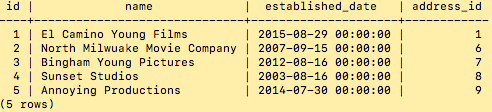 id | name | established_date | address_id
----+-----------------------------+---------------------+------------
1 | El Camino Young Films | 2015-08-29 00:00:00 | 1
2 | North Milwuake Movie Company | 2007-09-15 00:00:00 | 6
3 | Bingham Young Pictures | 2012-08-16 00:00:00 | 7
4 | Sunset Studios | 2003-08-16 00:00:00 | 8
5 | Annoying Productions | 2014-07-30 00:00:00 | 9
(5 rows)